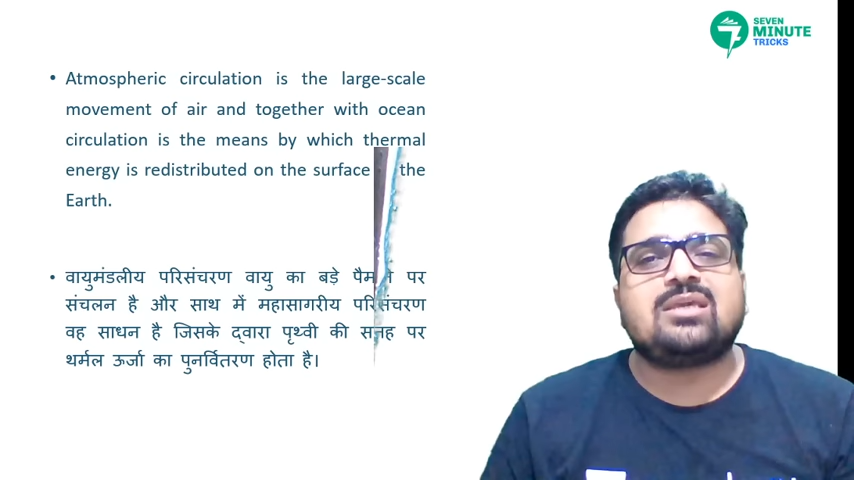 SEVEN
MINUTE
TRICKS
• Atmospheric circulation is the large-scale
movement of air and together with ocean
circulation is the means by which thermal
energy is redistributed on the surface the
Earth.
• वायुमंडलीय परिसंचरण वायु का बड़े पर
संचलन है और साथ में महासागरीय परिसंचरण
वह साधन है जिसके द्वारा पृथ्वी की सतह पर
थर्मल ऊर्जा का पुनर्वितरण होता है।